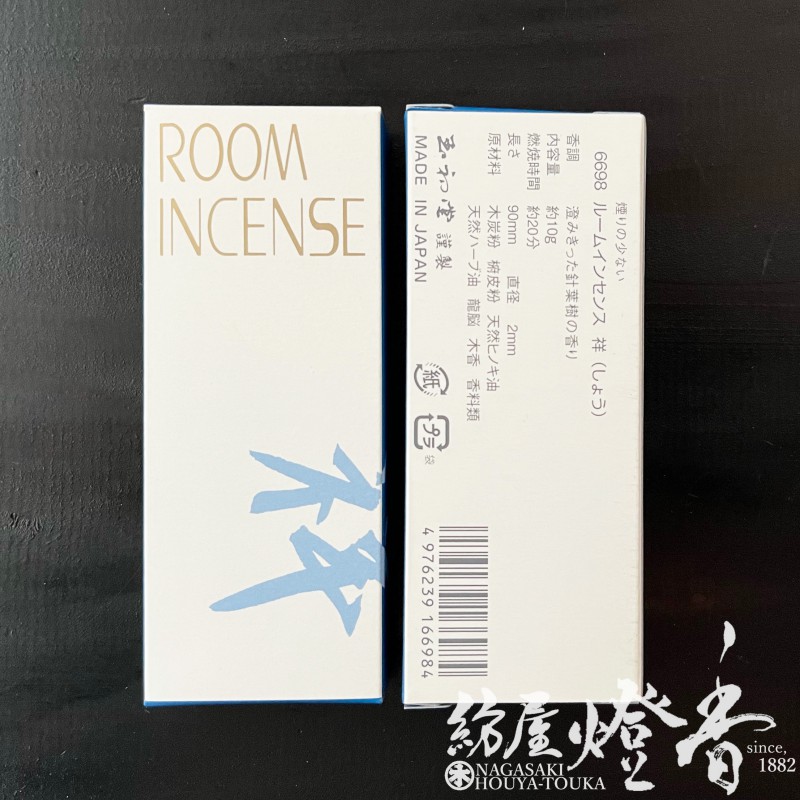 ROOM
INCENSE
祥
煙りの少ない
6698 ルームインセンス 祥（しょう）
香調 澄みきった針葉樹の香り
内容量 約10g
燃焼時間 約20分
長さ 90mm 直径 2mm
原材料 木炭粉 椨皮粉 天然ヒノキ油
天然ハーブ油 龍脳 木香 香料類
玉初堂 謹製
MADE IN JAPAN
紙
プラ
袋
4 976239 166984
紡屋燈香
since,
1882
NAGASAKI
HOUYA-TOUKA